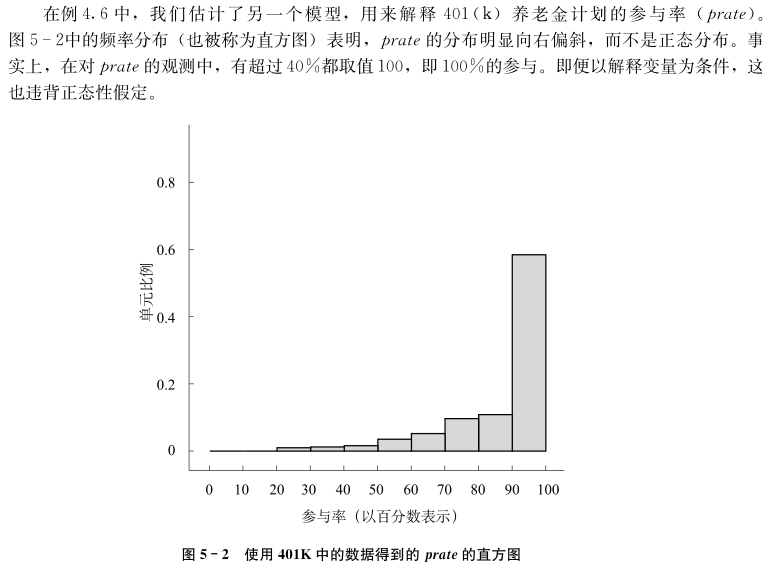 在例 4.6 中，我们估计了另一个模型，用来解释 401(k) 养老金计划的参与率（prate）。
图 5-2中的频率分布（也被称为直方图）表明，prate 的分布明显向右偏斜，而不是正态分布。事
实上，在对 prate 的观测中，有超过 40%都取值 100，即 100%的参与。即便以解释变量为条件，这
也违背正态性假定。
0.8
0.6
0.4
0.2
0
单元比例
0 10 20 30 40 50 60 70 80 90 100
参与率（以百分数表示）
图 5-2 使用 401K 中的数据得到的 prate 的直方图